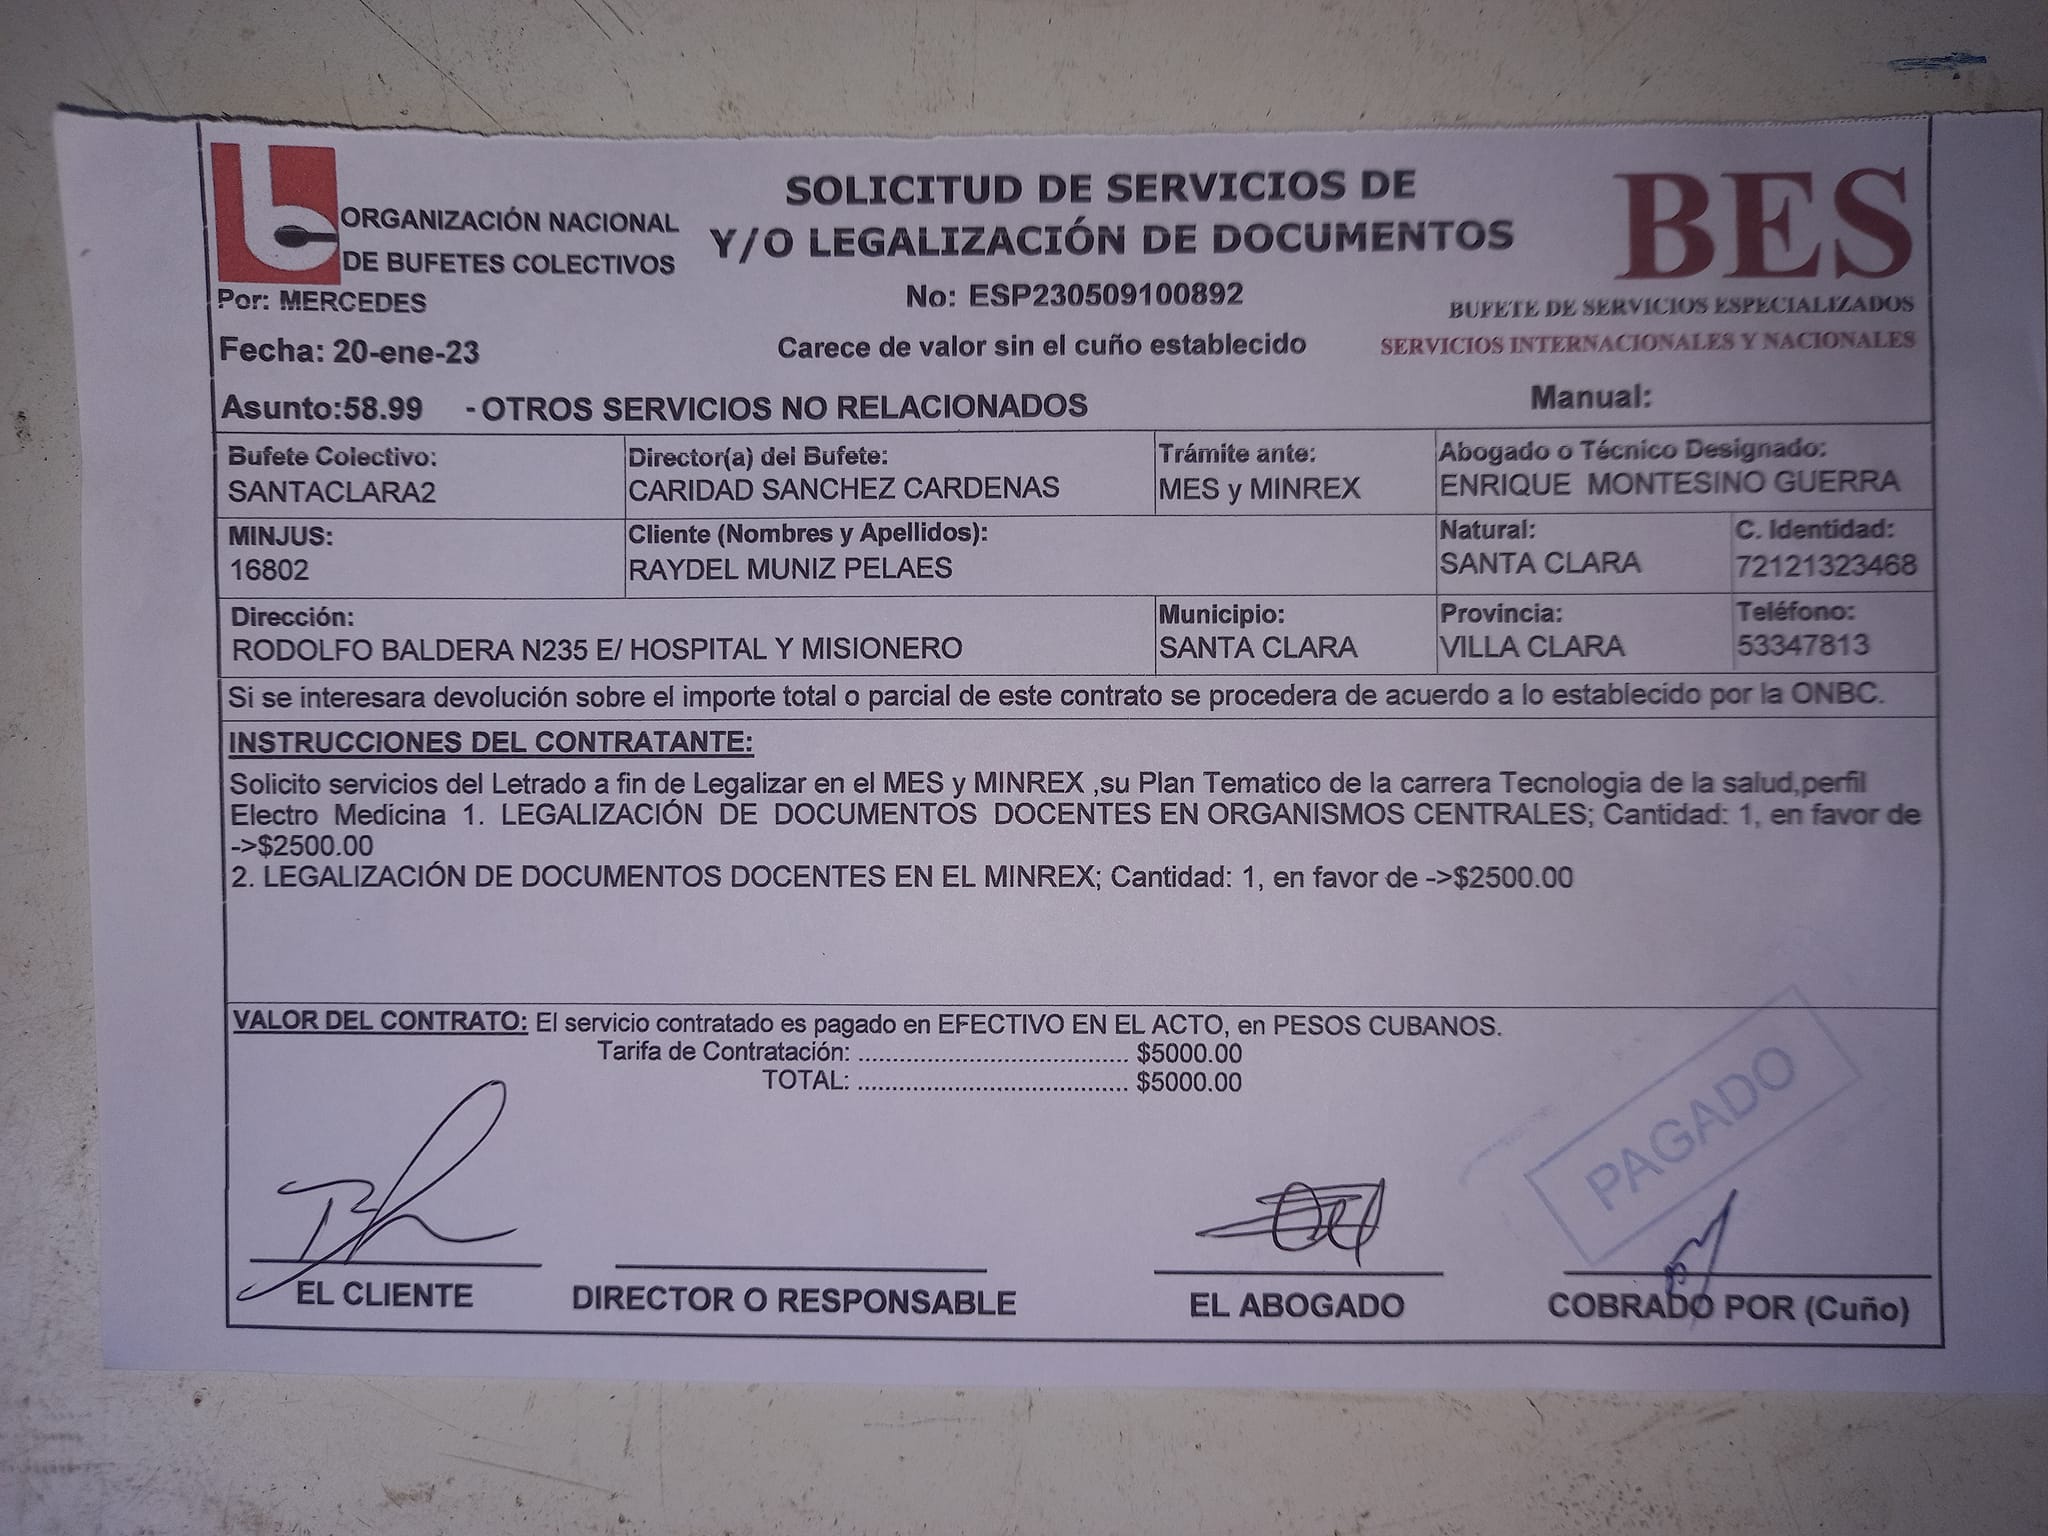 ORGANIZACIÓN NACIONAL
DE BUFETES COLECTIVOS
Por: MERCEDES
Fecha: 20-ene-23
SOLICITUD DE SERVICIOS DE
Y/O LEGALIZACIÓN DE DOCUMENTOS
No: ESP230509100892
Carece de valor sin el cuño establecido
BES
BUFETE DE SERVICIOS ESPECIALIZADOS
SERVICIOS INTERNACIONALES Y NACIONALES
Asunto:58.99 - OTROS SERVICIOS NO RELACIONADOS
Manual:
Bufete Colectivo:
SANTACLARA2
Director(a) del Bufete:
CARIDAD SANCHEZ CARDENAS
Trámite ante:
MES y MINREX
Abogado o Técnico Designado:
ENRIQUE MONTESINO GUERRA
MINJUS:
16802
Cliente (Nombres y Apellidos):
RAYDEL MUNIZ PELAES
Natural:
SANTA CLARA
C. Identidad:
72121323468
Dirección:
RODOLFO BALDERA N235 E/ HOSPITAL Y MISIONERO
Municipio:
SANTA CLARA
Provincia:
VILLA CLARA
Teléfono:
53347813
Si se interesara devolución sobre el importe total o parcial de este contrato se procedera de acuerdo a lo establecido por la ONBC.
INSTRUCCIONES DEL CONTRATANTE:
Solicito servicios del Letrado a fin de Legalizar en el MES y MINREX ,su Plan Tematico de la carrera Tecnologia de la salud,perfil
Electro Medicina 1. LEGALIZACIÓN DE DOCUMENTOS DOCENTES EN ORGANISMOS CENTRALES; Cantidad: 1, en favor de
->$2500.00
2. LEGALIZACIÓN DE DOCUMENTOS DOCENTES EN EL MINREX; Cantidad: 1, en favor de ->$2500.00
VALOR DEL CONTRATO: El servicio contratado es pagado en EFECTIVO EN EL ACTO, en PESOS CUBANOS.
Tarifa de Contratación: ........................................ $5000.00
TOTAL: ........................................ $5000.00
PAGADO
EL CLIENTE
DIRECTOR O RESPONSABLE
EL ABOGADO
COBRADO POR (Cuño)